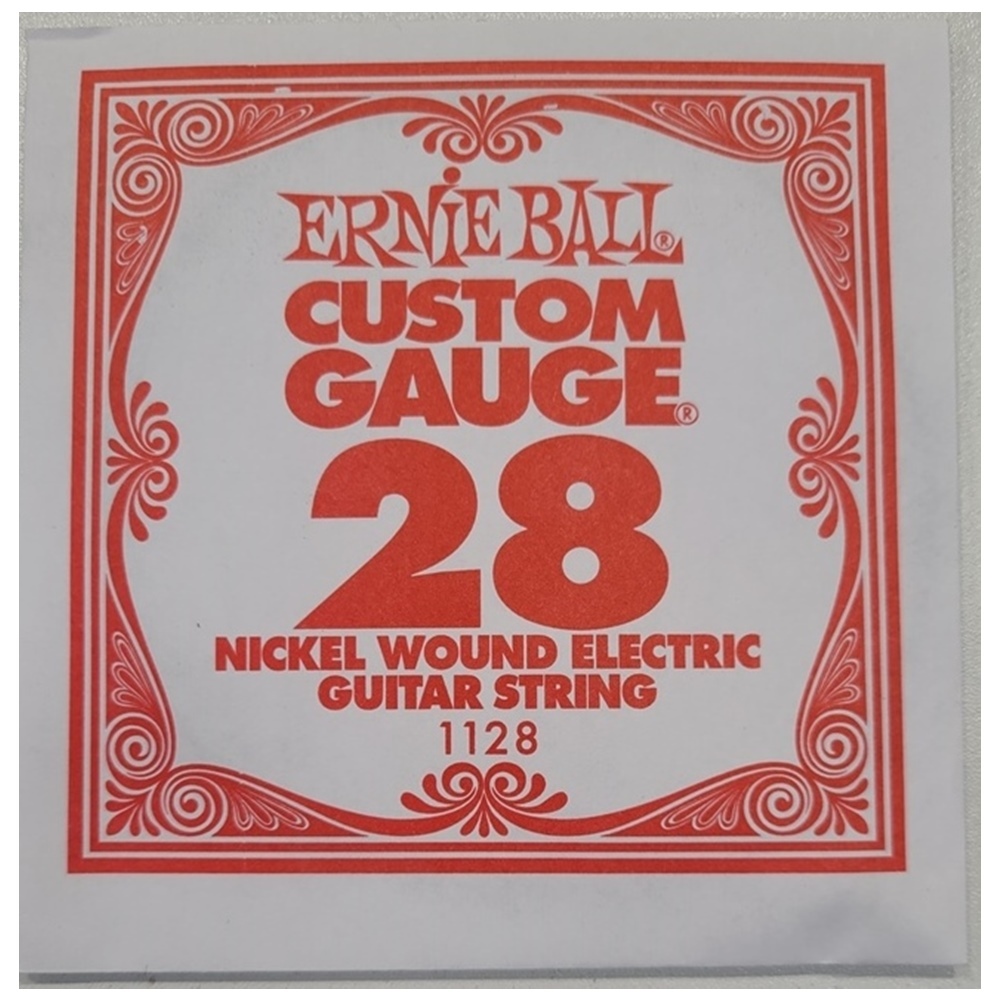 ERNIE BALL®
CUSTOM
GAUGE®
28
NICKEL WOUND ELECTRIC
GUITAR STRING
1128